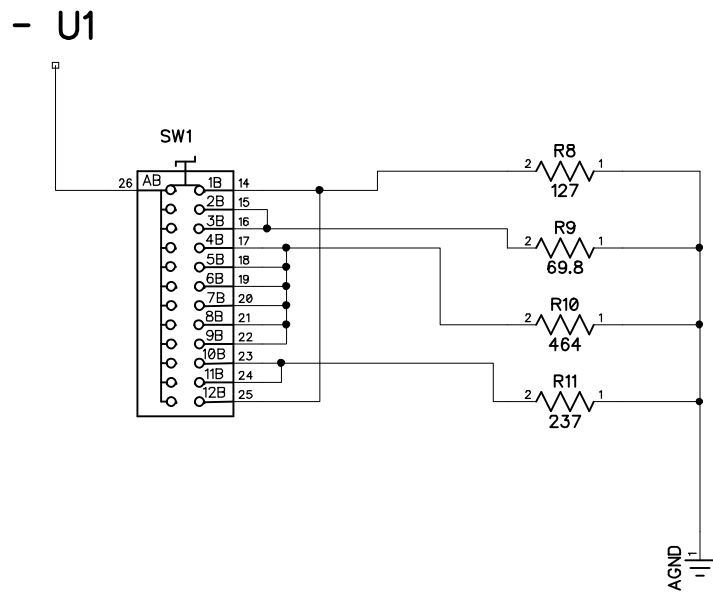 - U1
SW1
26 AB 1B 14
2B 15
3B 16
4B 17
5B 18
6B 19
7B 20
8B 21
9B 22
10B 23
11B 24
12B 25
2 R8 1
127
2 R9 1
69.8
2 R10 1
464
2 R11 1
237
AGND 1